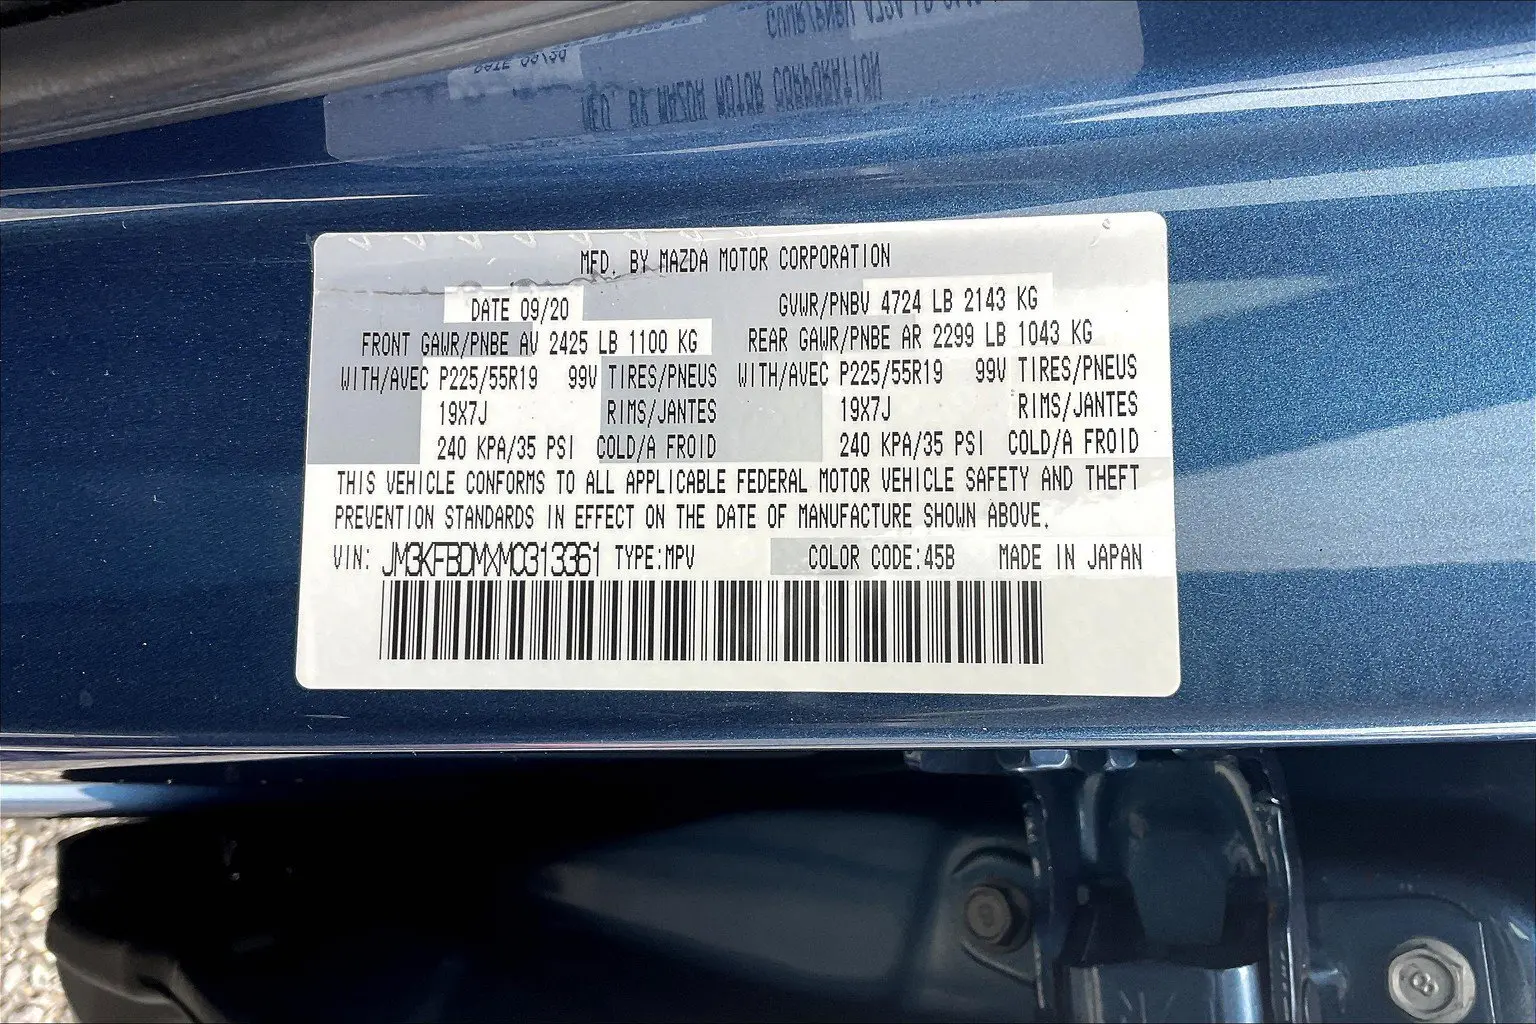 MFD. BY MAZDA MOTOR CORPORATION
DATE 09/20 GVWR/PNBV 4724 LB 2143 KG
FRONT GAWR/PNBE AV 2425 LB 1100 KG REAR GAWR/PNBE AR 2299 LB 1043 KG
WITH/AVEC P225/55R19 99V TIRES/PNEUS WITH/AVEC P225/55R19 99V TIRES/PNEUS
19X7J RIMS/JANTES 19X7J RIMS/JANTES
240 KPA/35 PSI COLD/A FROID 240 KPA/35 PSI COLD/A FROID
THIS VEHICLE CONFORMS TO ALL APPLICABLE FEDERAL MOTOR VEHICLE SAFETY AND THEFT
PREVENTION STANDARDS IN EFFECT ON THE DATE OF MANUFACTURE SHOWN ABOVE.
VIN: JM3KFBDMXM0313361 TYPE:MPV COLOR CODE:45B MADE IN JAPAN